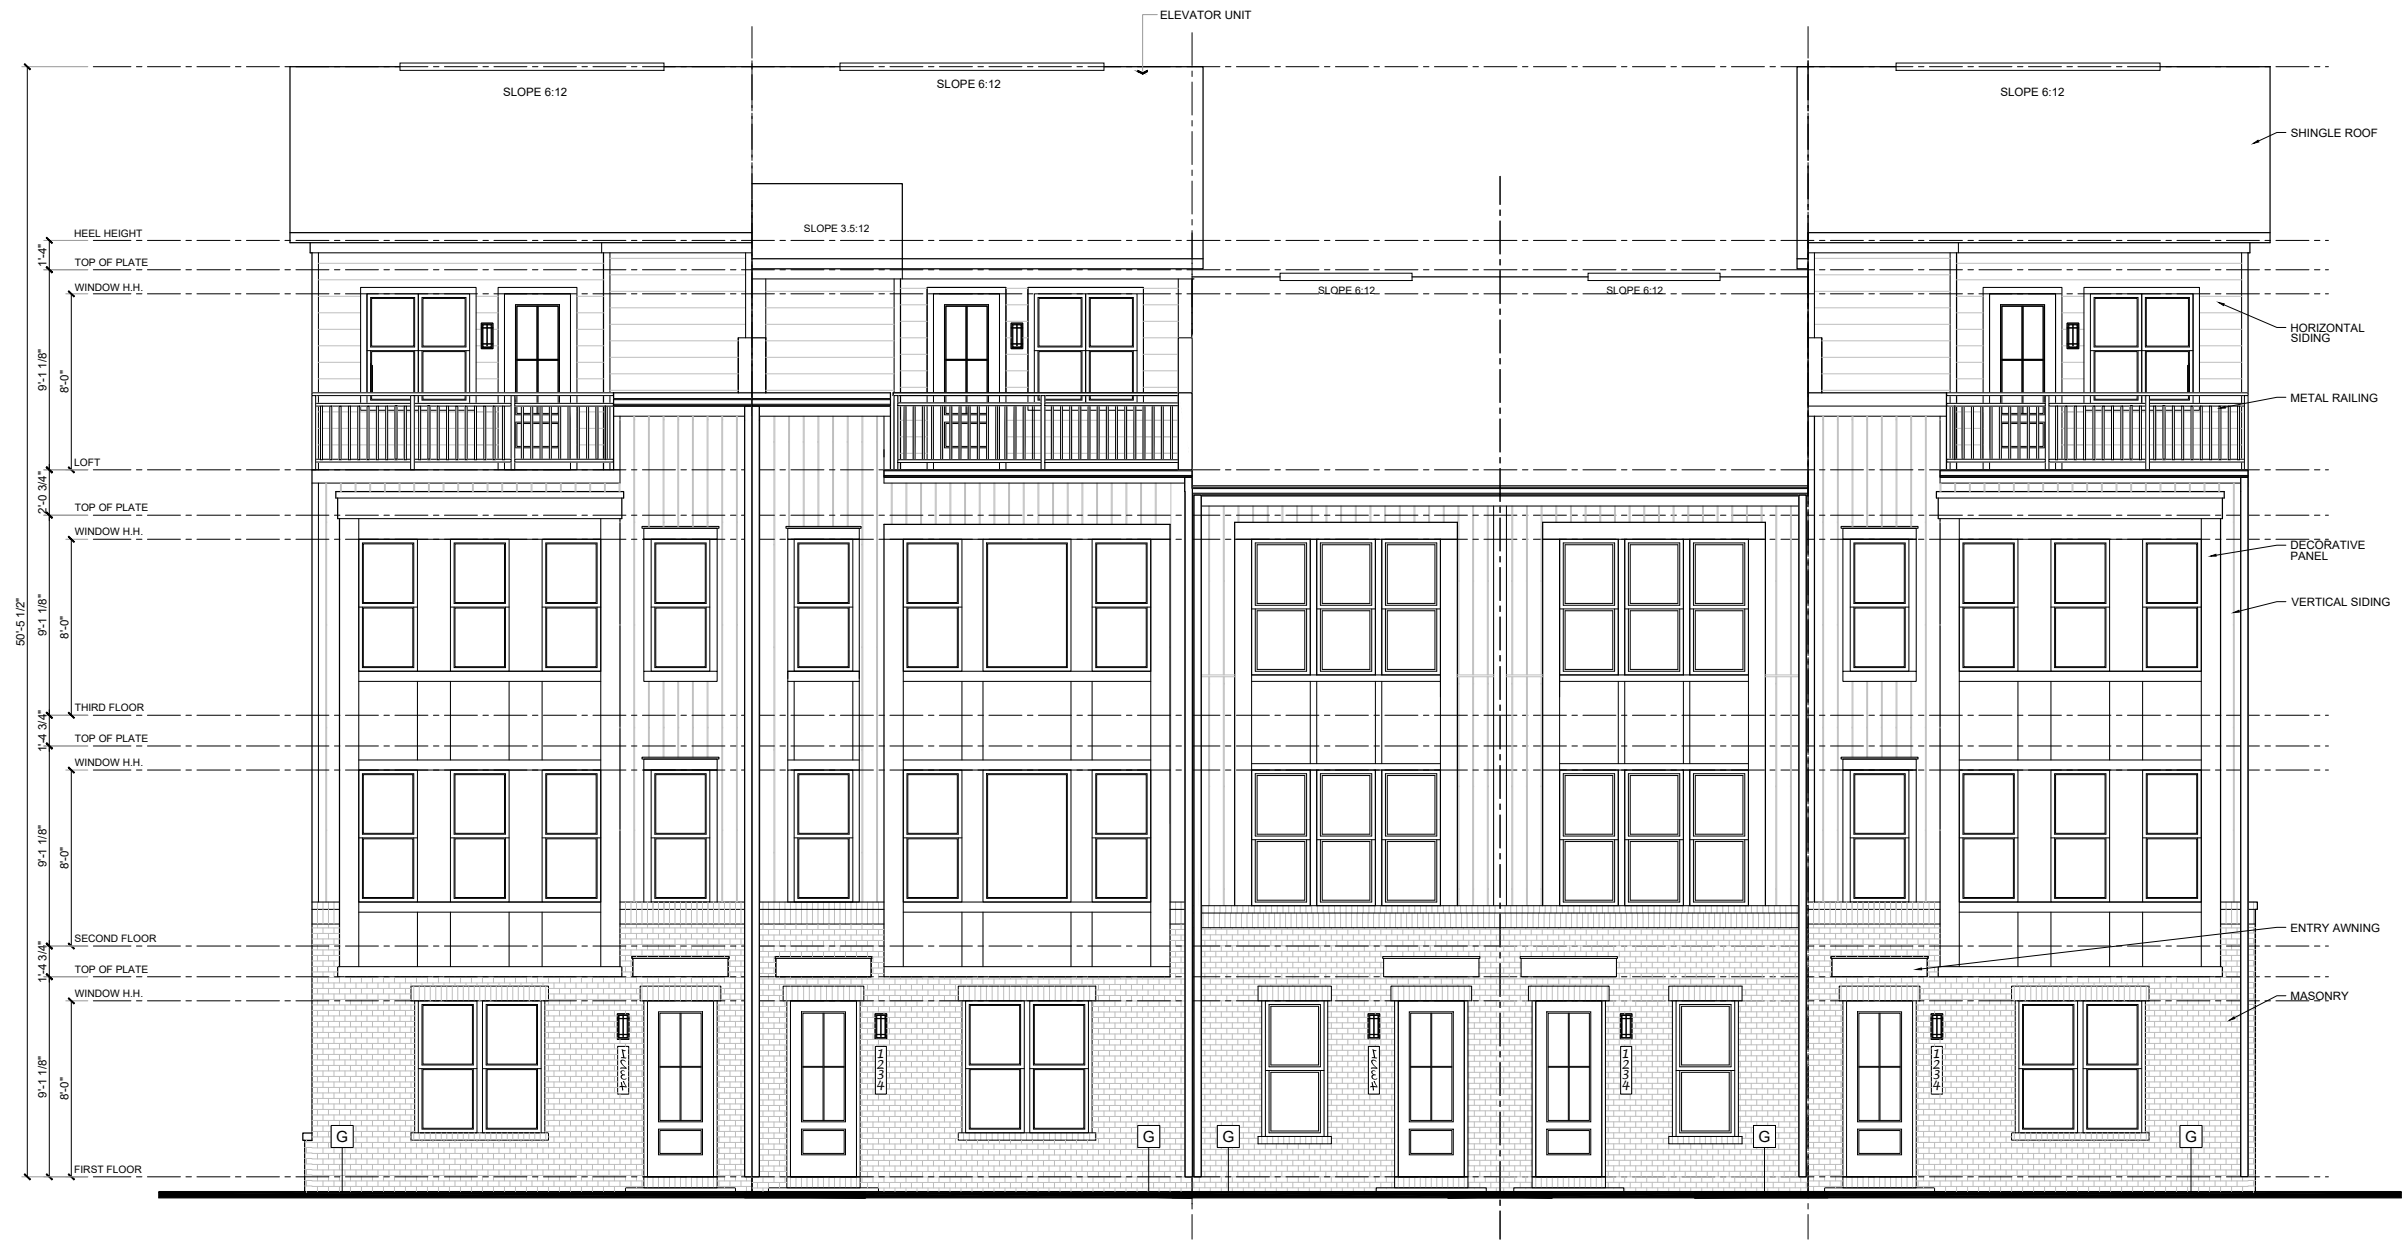 ELEVATOR UNIT
SLOPE 6:12
SLOPE 6:12
SLOPE 6:12
SHINGLE ROOF
SLOPE 3.5:12
HEEL HEIGHT
1'-4"
TOP OF PLATE
WINDOW H.H.
SLOPE 6:12
SLOPE 6:12
HORIZONTAL
SIDING
9'-1 1/8"
8'-0"
METAL RAILING
LOFT
2'-0 3/4"
TOP OF PLATE
WINDOW H.H.
DECORATIVE
PANEL
VERTICAL SIDING
50'-5 1/2"
9'-1 1/8"
8'-0"
THIRD FLOOR
1'-4 3/4"
TOP OF PLATE
WINDOW H.H.
9'-1 1/8"
8'-0"
ENTRY AWNING
SECOND FLOOR
1'-4 3/4"
TOP OF PLATE
WINDOW H.H.
MASONRY
9'-1 1/8"
8'-0"
1234
1234
1234
1234
1234
G
G
G
G
G
FIRST FLOOR